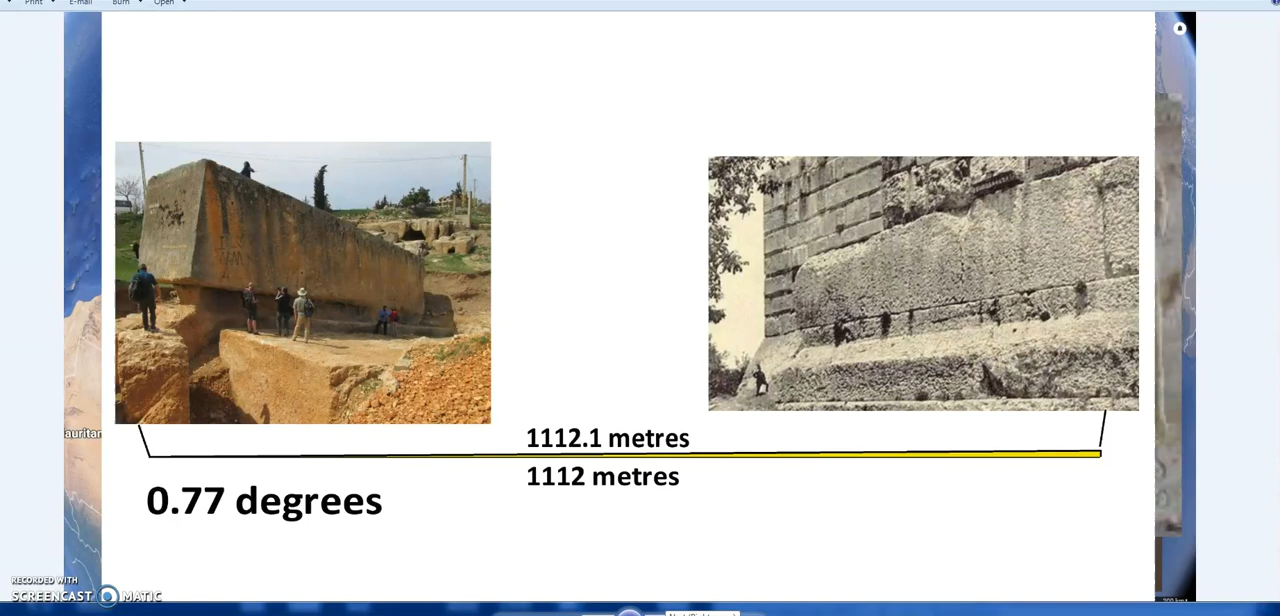 Print E-mail Burn Open
auritan
1112.1 metres
1112 metres
0.77 degrees
RECORDED WITH
SCREENCAST MATIC